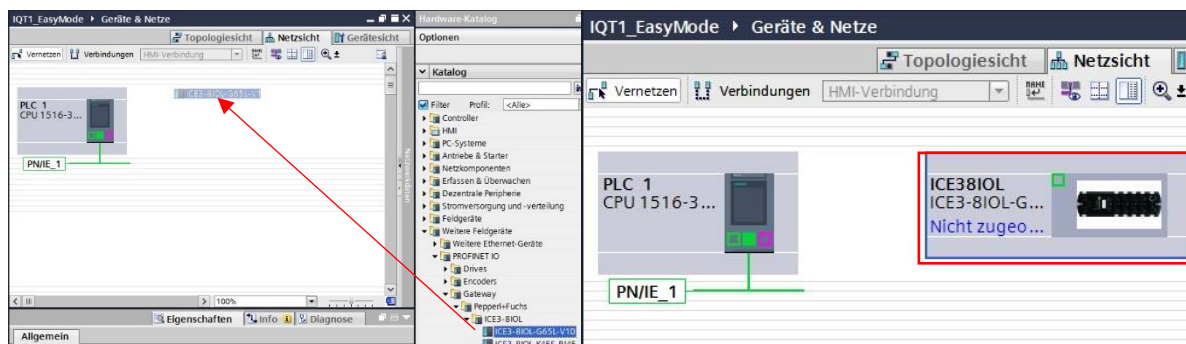 IQT1_EasyMode ▸ Geräte & Netze
Topologiesicht Netzsicht Gerätesicht
Vernetzen Verbindungen HMI-Verbindung
ICE3-8IOL-G65L-V1
PLC_1
CPU 1516-3...
PN/IE_1
100%
Eigenschaften Info Diagnose
Allgemein
Hardware-Katalog
Optionen
Katalog
Filter Profil: <Alle>
Controller
HMI
PC-Systeme
Antriebe & Starter
Netzkomponenten
Erfassen & Überwachen
Dezentrale Peripherie
Stromversorgung und -verteilung
Feldgeräte
Weitere Feldgeräte
Weitere Ethernet-Geräte
PROFINET IO
Drives
Encoders
Gateway
Pepperl+Fuchs
ICE3-8IOL
ICE3-8IOL-G65L-V1D
IQT1_EasyMode ▸ Geräte & Netze
Topologiesicht Netzsicht
Vernetzen Verbindungen HMI-Verbindung
PLC_1
CPU 1516-3...
PN/IE_1
ICE38IOL
ICE3-8IOL-G...
Nicht zugeo...